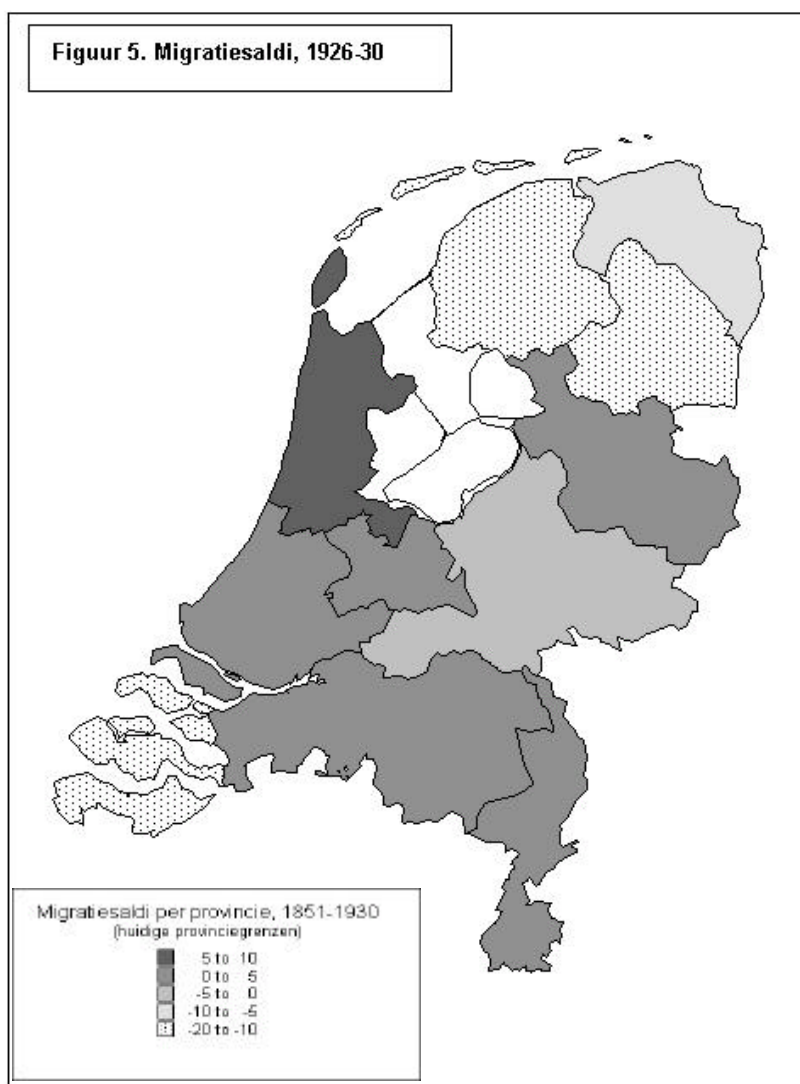 Figuur 5. Migratiesaldi, 1926-30
Migratiesaldi per provincie, 1851-1930
(huidige provinciegrenzen)
5 to 10
0 to 5
-5 to 0
-10 to -5
-20 to -10